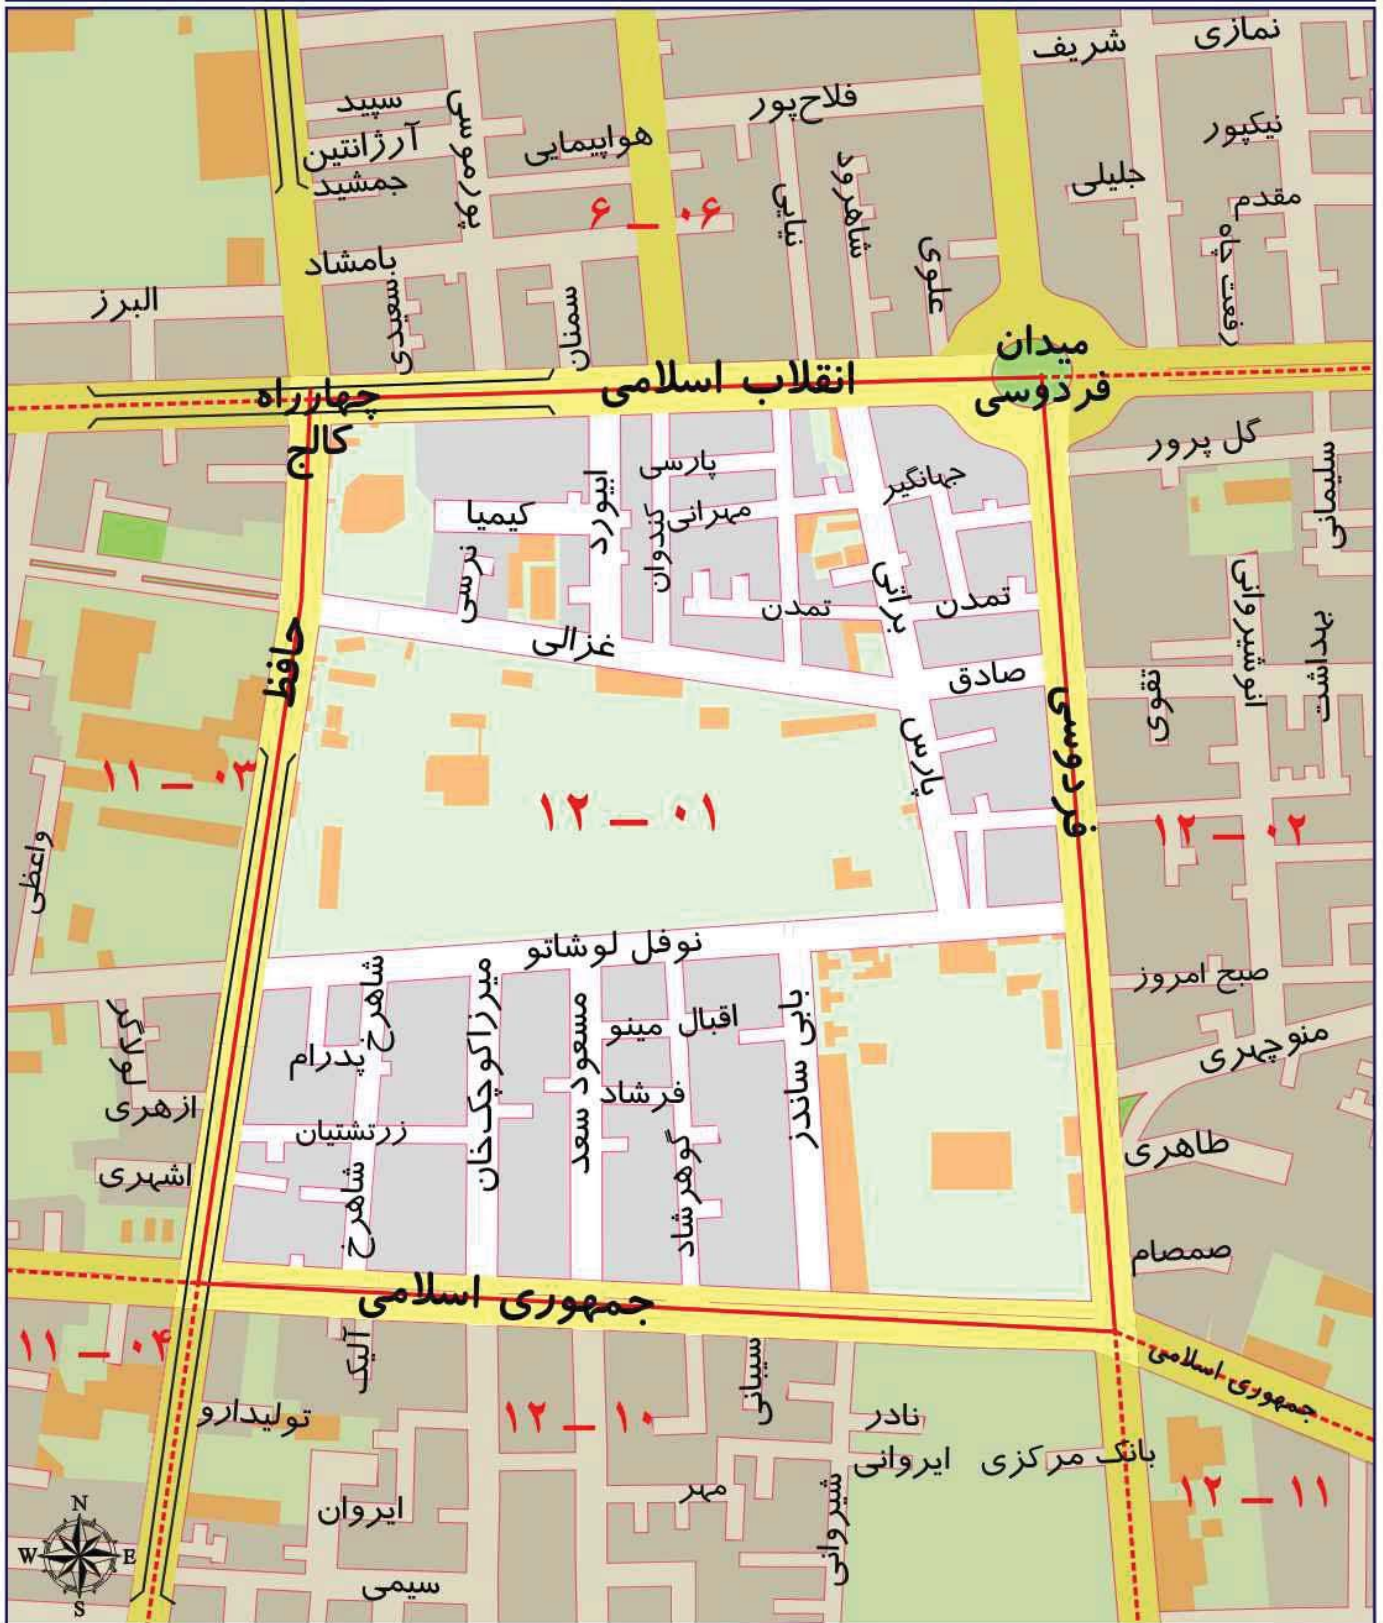 نمازی
شریف
فلاح‌پور
سپید
آرژانتین
جمشید
پورموسی
هواپیمایی
نیکپور
جلیلی
مقدم
۰۶ – ۶
نیایی
شاهرود
علوی
رفعت جاه
بامشاد
سعیدی
سمنان
البرز
میدان
فردوسی
انقلاب اسلامی
چهارراه
کالج
گل پرور
سلیمانی
پارسی
جهانگیر
ابیورد
کیمیا
مهرانی
کندوان
نرسی
براتی
تمدن
تمدن
انوشیروانی
بهداشت
غزالی
حافظ
صادق
تقوی
فردوسی
پارس
۰۳ – ۱۱
۰۱ – ۱۲
۰۲ – ۱۲
واعظی
نوفل لوشاتو
صبح امروز
شاهرخ
میرزاکوچک‌خان
مسعود سعد
اقبال
مینو
بابی ساندز
منوچهری
لولاگر
پدرام
فرشاد
ازهری
زرتشتیان
گوهرشاد
طاهری
اشهری
شاهرخ
صمصام
جمهوری اسلامی
۰۴ – ۱۱
آلیک
سیبانی
جمهوری اسلامی
تولیدارو
۱۰ – ۱۲
نادر
ایروانی
بانک مرکزی
۱۱ – ۱۲
مهر
شیروانی
ایروان
سیمی
N
W
E
S